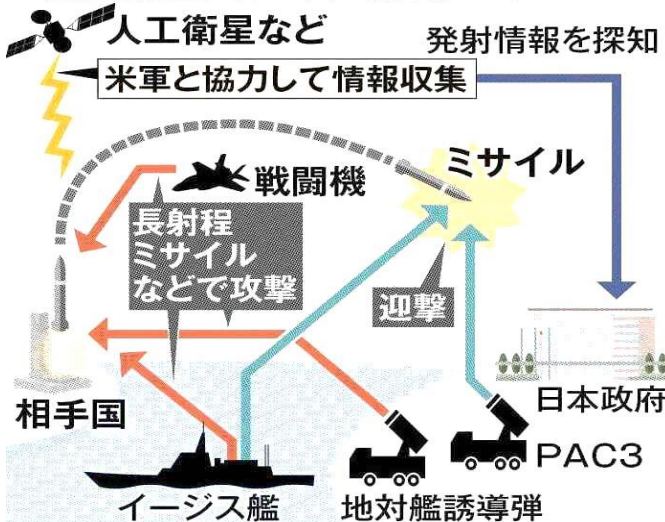 人工衛星など
発射情報を探知
米軍と協力して情報収集
ミサイル
戦闘機
長射程
ミサイル
などで攻撃
迎撃
相手国
日本政府
PAC3
イージス艦
地対艦誘導弾